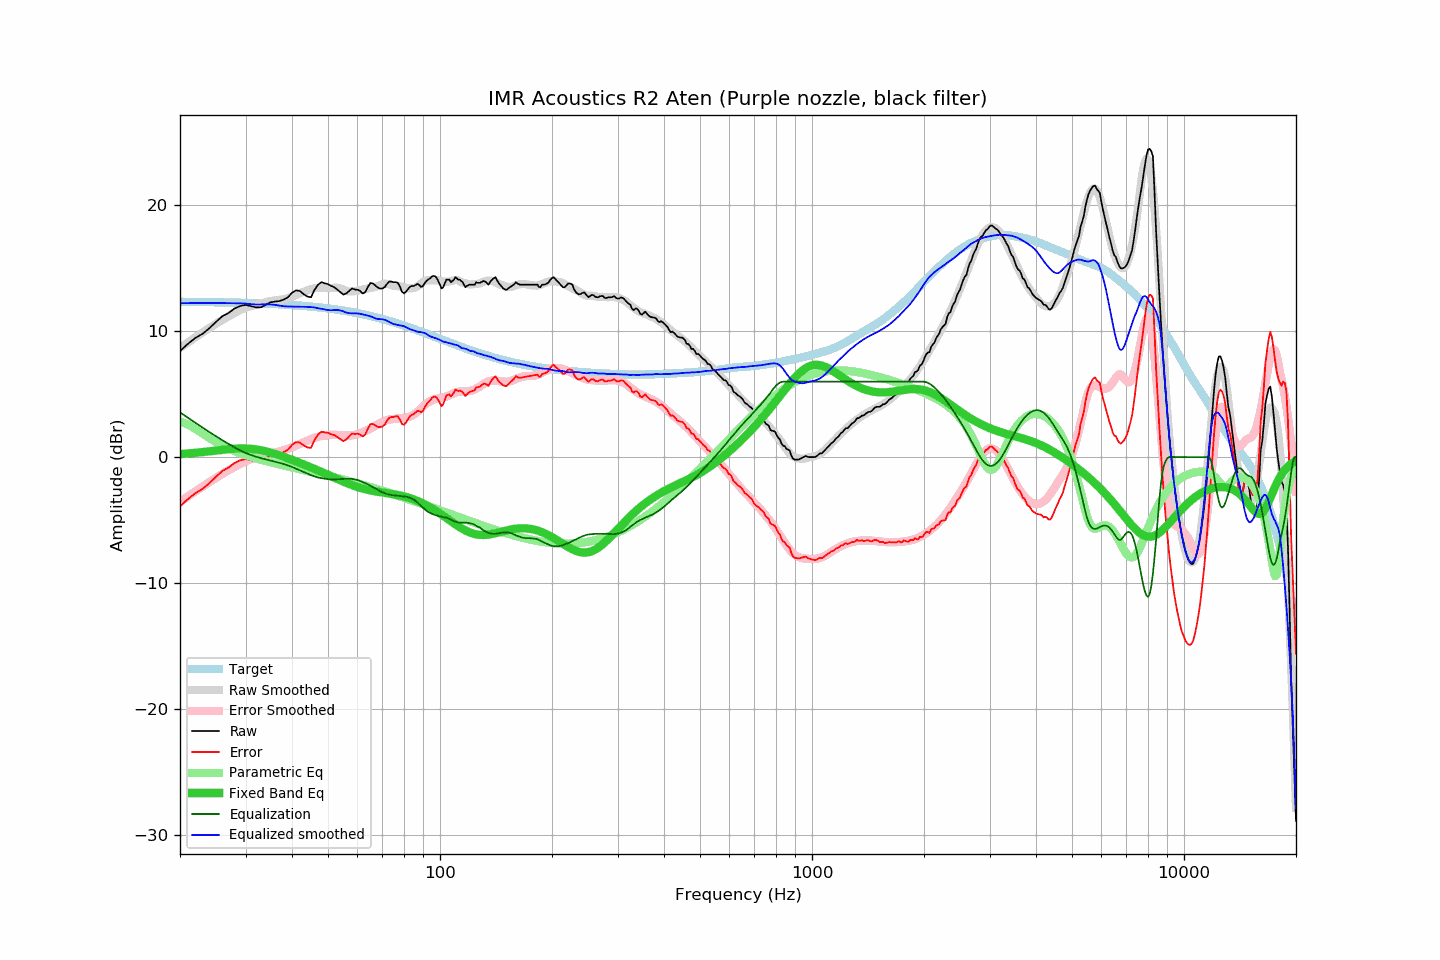 IMR Acoustics R2 Aten (Purple nozzle, black filter)
20
10
0
−10
−20
−30
Amplitude (dBr)
Target
Raw Smoothed
Error Smoothed
Raw
Error
Parametric Eq
Fixed Band Eq
Equalization
Equalized smoothed
100
1000
10000
Frequency (Hz)